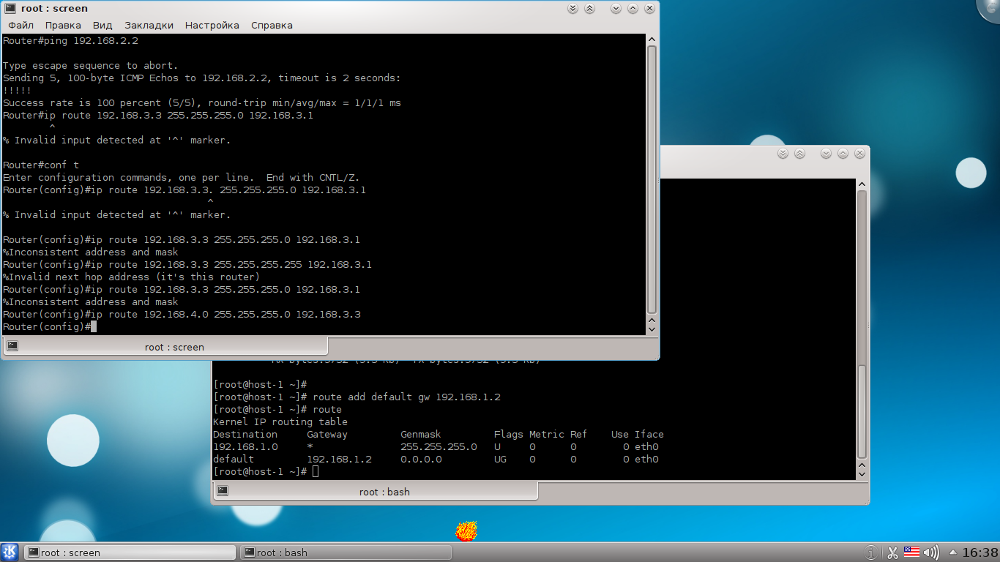 root : screen
Файл Правка Вид Закладки Настройка Справка
Router#ping 192.168.2.2
Type escape sequence to abort.
Sending 5, 100-byte ICMP Echos to 192.168.2.2, timeout is 2 seconds:
!!!!!
Success rate is 100 percent (5/5), round-trip min/avg/max = 1/1/1 ms
Router#ip route 192.168.3.3 255.255.255.0 192.168.3.1
^
% Invalid input detected at '^' marker.
Router#conf t
Enter configuration commands, one per line.  End with CNTL/Z.
Router(config)#ip route 192.168.3.3. 255.255.255.0 192.168.3.1
^
% Invalid input detected at '^' marker.
Router(config)#ip route 192.168.3.3 255.255.255.0 192.168.3.1
%Inconsistent address and mask
Router(config)#ip route 192.168.3.3 255.255.255.255 192.168.3.1
%Invalid next hop address (it's this router)
Router(config)#ip route 192.168.3.3 255.255.255.0 192.168.3.1
%Inconsistent address and mask
Router(config)#ip route 192.168.4.0 255.255.255.0 192.168.3.3
Router(config)#
root : screen
[root@host-1 ~]#
[root@host-1 ~]# route add default gw 192.168.1.2
[root@host-1 ~]# route
Kernel IP routing table
Destination Gateway Genmask Flags Metric Ref Use Iface
192.168.1.0 * 255.255.255.0 U 0 0 0 eth0
default 192.168.1.2 0.0.0.0 UG 0 0 0 eth0
[root@host-1 ~]#
root : bash
root : screen root : bash 16:38